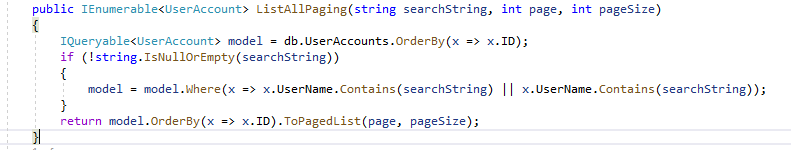 public IEnumerable<UserAccount> ListAllPaging(string searchString, int page, int pageSize)
{
IQueryable<UserAccount> model = db.UserAccounts.OrderBy(x => x.ID);
if (!string.IsNullOrEmpty(searchString))
{
model = model.Where(x => x.UserName.Contains(searchString) || x.UserName.Contains(searchString));
}
return model.OrderBy(x => x.ID).ToPagedList(page, pageSize);
}